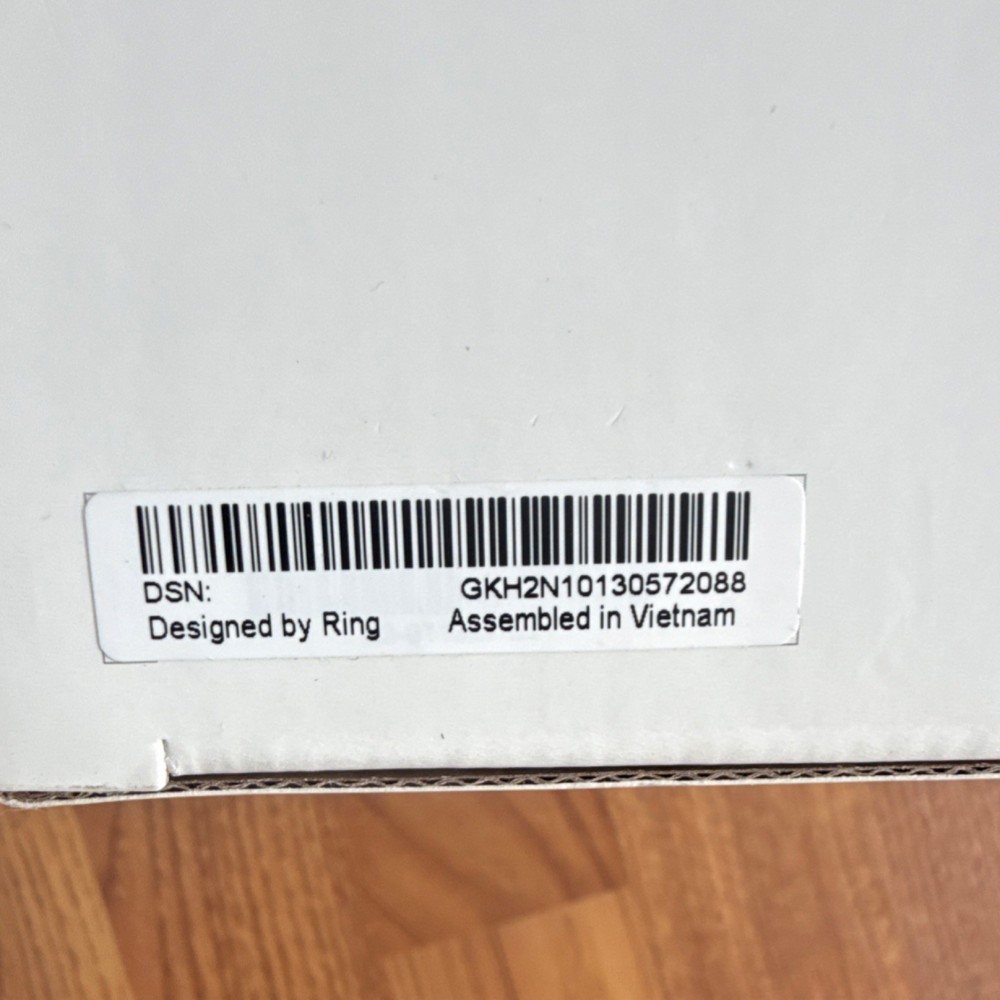 DSN: GKH2N10130572088
Designed by Ring Assembled in Vietnam